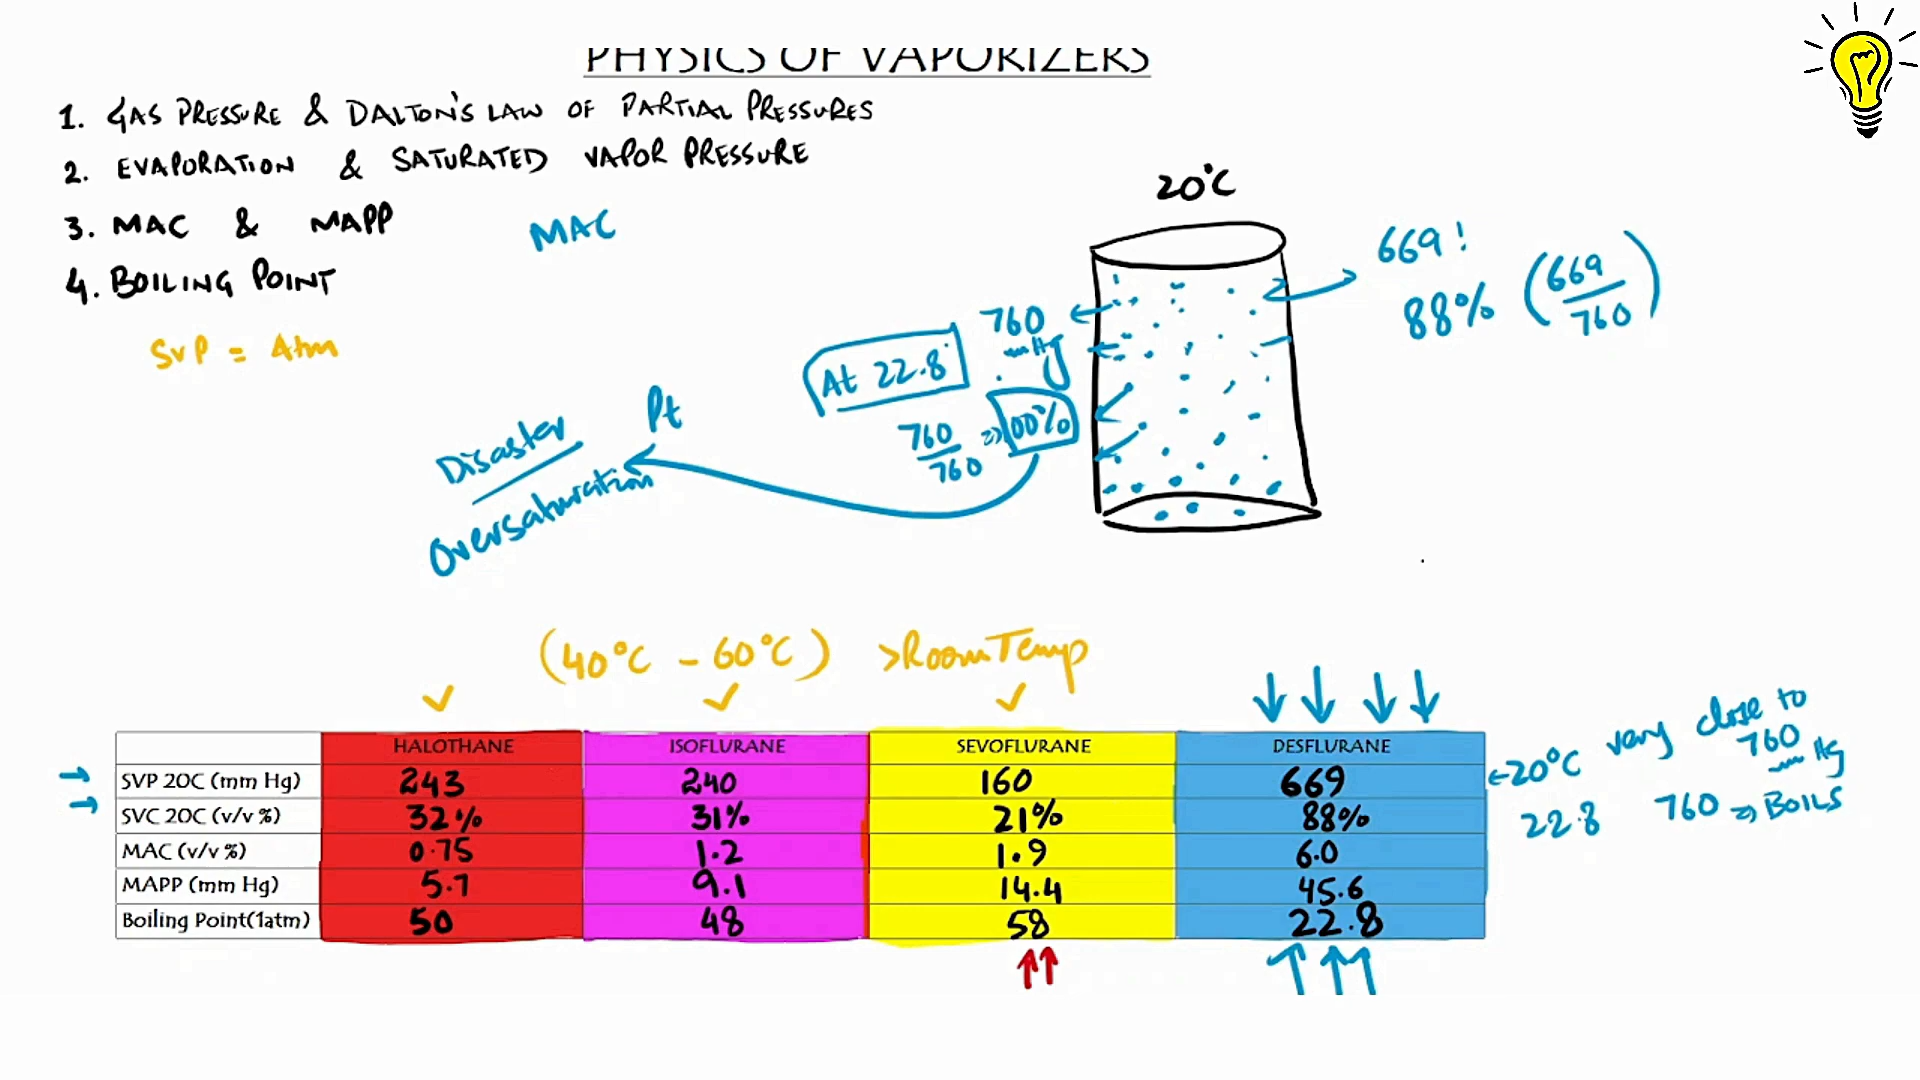 PHYSICS OF VAPORIZERS
1. GAS PRESSURE & DALTON'S LAW OF PARTIAL PRESSURES
2. EVAPORATION & SATURATED VAPOR PRESSURE
3. MAC & MAPP
MAC
4. BOILING POINT
SVP = Atm
20°C
669!
88% (669/760)
760
mm Hg
At 22.8°
760/760 => 100%
Pt
Disaster
Oversaturation
(40°C - 60°C) >Room Temp
HALOTHANE ISOFLURANE SEVOFLURANE DESFLURANE
SVP 20C (mm Hg) 243 240 160 669
SVC 20C (v/v %) 32% 31% 21% 88%
MAC (v/v %) 0.75 1.2 1.9 6.0
MAPP (mm Hg) 5.7 9.1 14.4 45.6
Boiling Point(1atm) 50 48 58 22.8
←20°C very close to
760
mm Hg
22.8 760 => BOILS